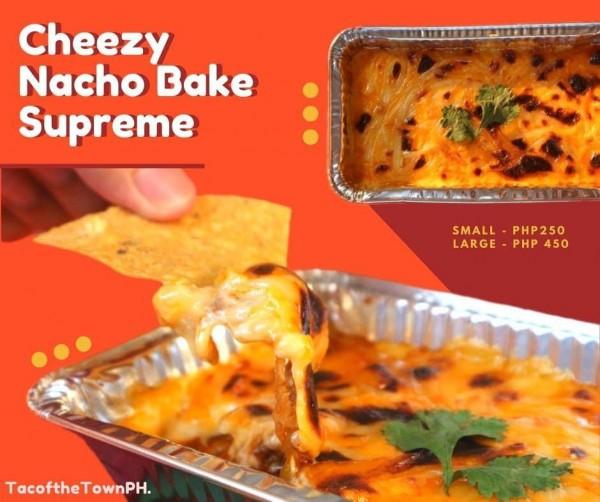 Cheezy
Nacho Bake
Supreme
SMALL - PHP250
LARGE - PHP 450
TacoftheTownPH.